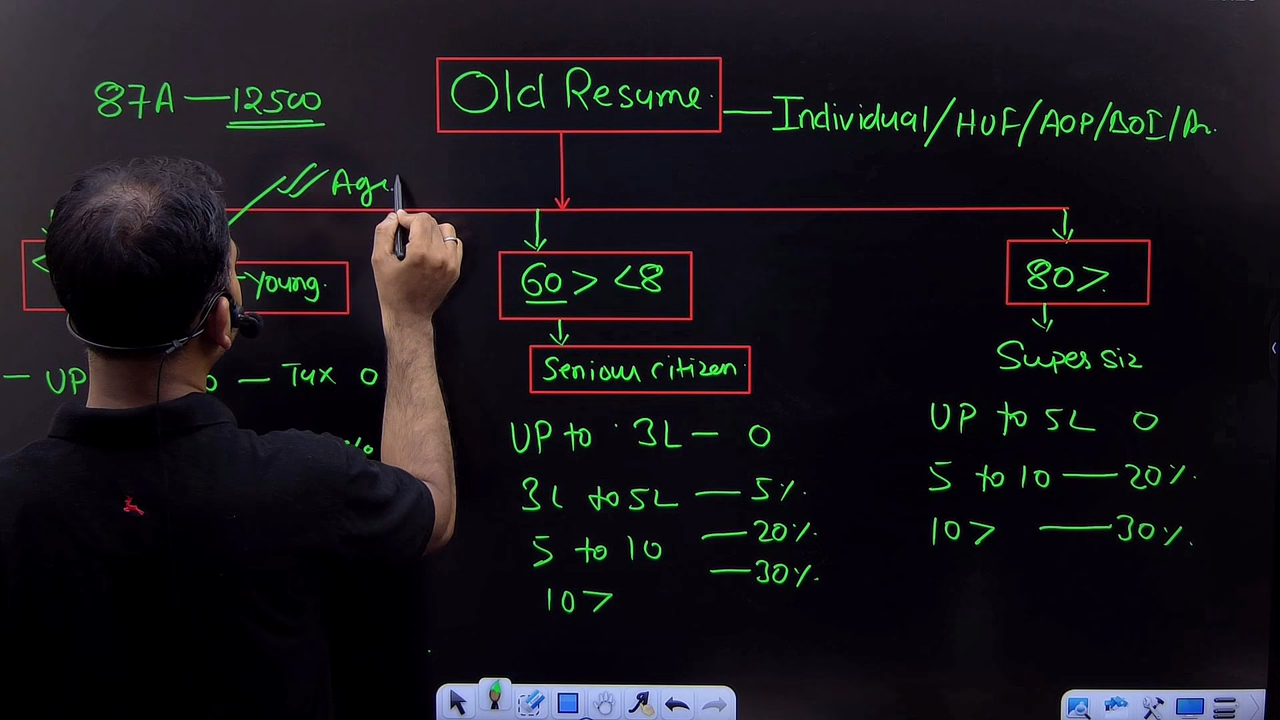 Old Resume.
87A — 12500
— Individual/HUF/AOP/BOI/
Age
<
-Young.
60> <8
80>
Seniour citizen.
Super siz
— UP
— Tax 0
UP to 3L — 0
3L to 5L — 5%.
5 to 10 — 20%.
— 30%.
10>
UP to 5L 0
5 to 10 — 20%.
10> — 30%.